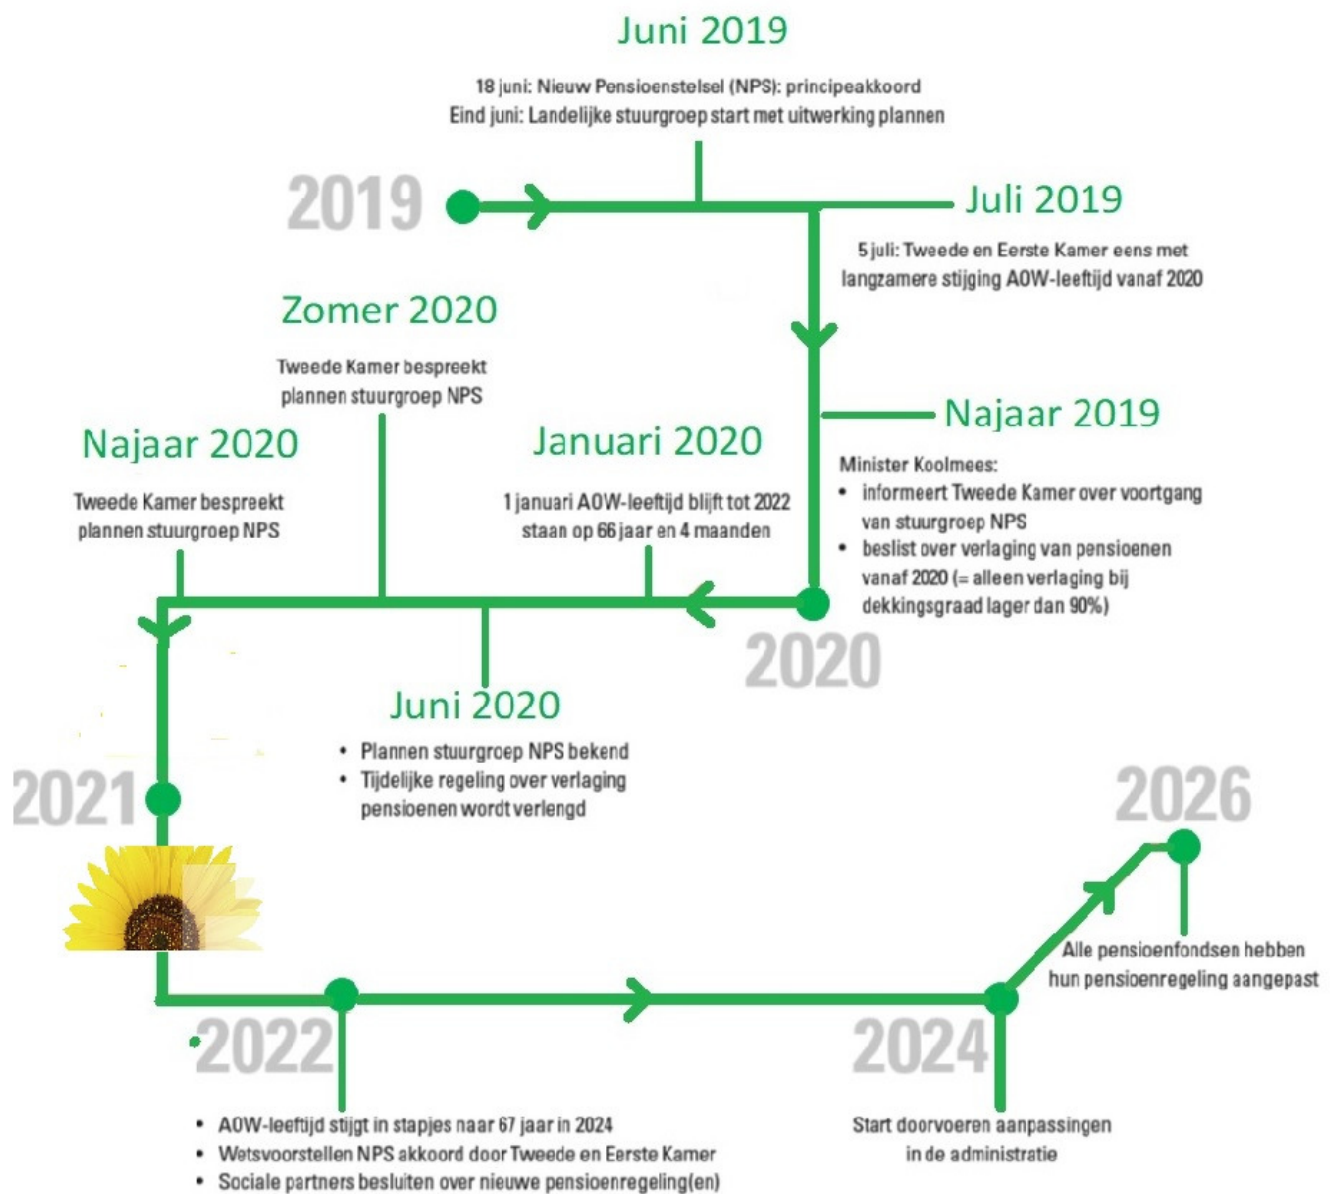 Juni 2019
18 juni: Nieuw Pensioenstelsel (NPS): principeakkoord
Eind juni: Landelijke stuurgroep start met uitwerking plannen
2019
Juli 2019
5 juli: Tweede en Eerste Kamer eens met
langzamere stijging AOW-leeftijd vanaf 2020
Najaar 2019
Minister Koolmees:
• informeert Tweede Kamer over voortgang
van stuurgroep NPS
• beslist over verlaging van pensioenen
vanaf 2020 (= alleen verlaging bij
dekkingsgraad lager dan 90%)
2020
Januari 2020
1 januari AOW-leeftijd blijft tot 2022
staan op 66 jaar en 4 maanden
Juni 2020
• Plannen stuurgroep NPS bekend
• Tijdelijke regeling over verlaging
pensioenen wordt verlengd
Zomer 2020
Tweede Kamer bespreekt
plannen stuurgroep NPS
Najaar 2020
Tweede Kamer bespreekt
plannen stuurgroep NPS
2021
2022
• AOW-leeftijd stijgt in stapjes naar 67 jaar in 2024
• Wetsvoorstellen NPS akkoord door Tweede en Eerste Kamer
• Sociale partners besluiten over nieuwe pensioenregeling(en)
2024
Start doorvoeren aanpassingen
in de administratie
2026
Alle pensioenfondsen hebben
hun pensioenregeling aangepast